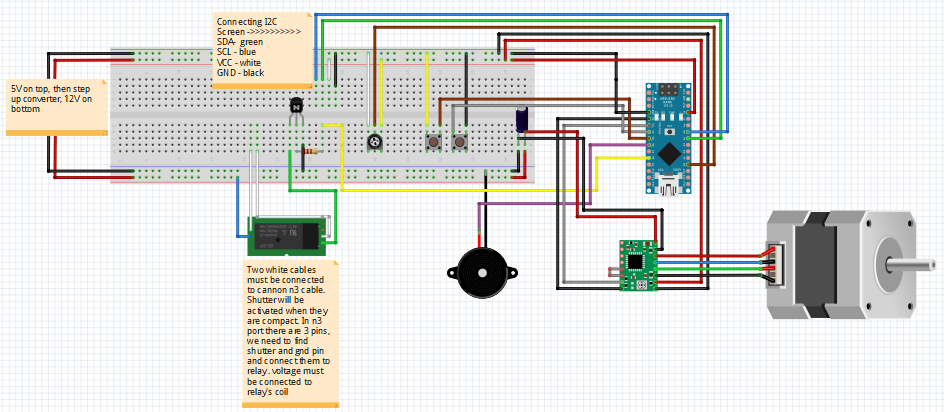 Connecting I2C
Screen ->>>>>>>>>>
SDA- green
SCL - blue
VCC - white
GND - black
5V on top, then step
up converter, 12V on
bottom
Two white cables
must be connected
to cannon n3 cable.
Shutter will be
activated when they
are compact. In n3
port there are 3 pins,
we need to find
shutter and gnd pin
and connect them to
relay. voltage must
be connected to
relay's coil